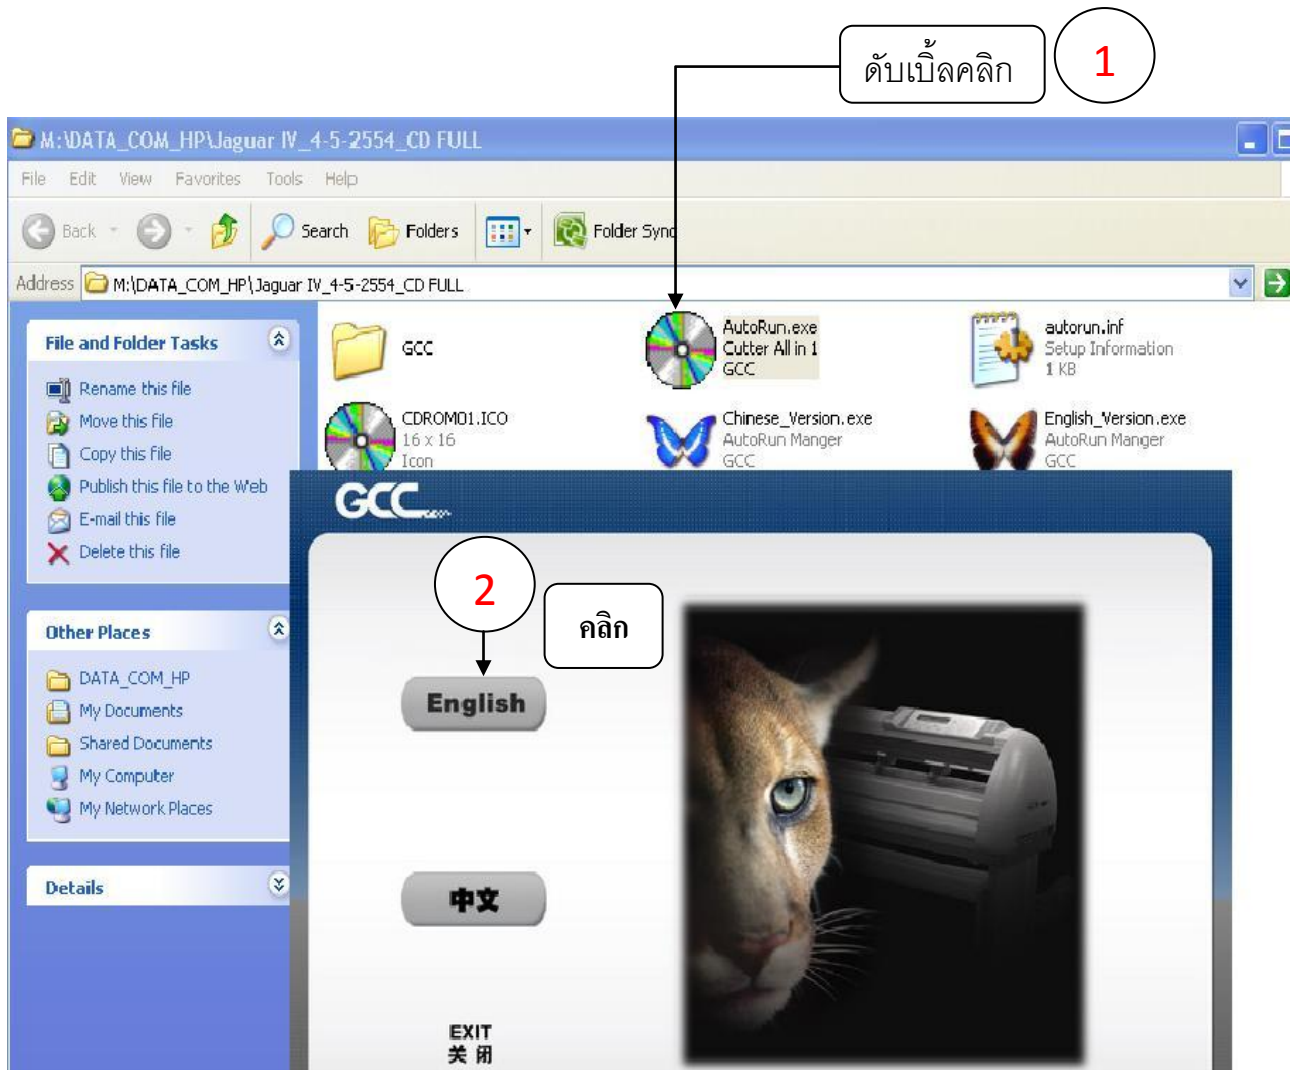 ดับเบิ้ลคลิก
1
M:\DATA_COM_HP\Jaguar IV_4-5-2554_CD FULL
File Edit View Favorites Tools Help
Back Search Folders Folder Sync
Address M:\DATA_COM_HP\Jaguar IV_4-5-2554_CD FULL
File and Folder Tasks
Rename this file
Move this file
Copy this file
Publish this file to the Web
E-mail this file
Delete this file
Other Places
DATA_COM_HP
My Documents
Shared Documents
My Computer
My Network Places
Details
GCC
AutoRun.exe
Cutter All in 1
GCC
autorun.inf
Setup Information
1 KB
CDROM01.ICO
16 x 16
Icon
Chinese_Version.exe
AutoRun Manger
GCC
English_Version.exe
AutoRun Manger
GCC
GCC
2
คลิก
English
中文
EXIT
关闭